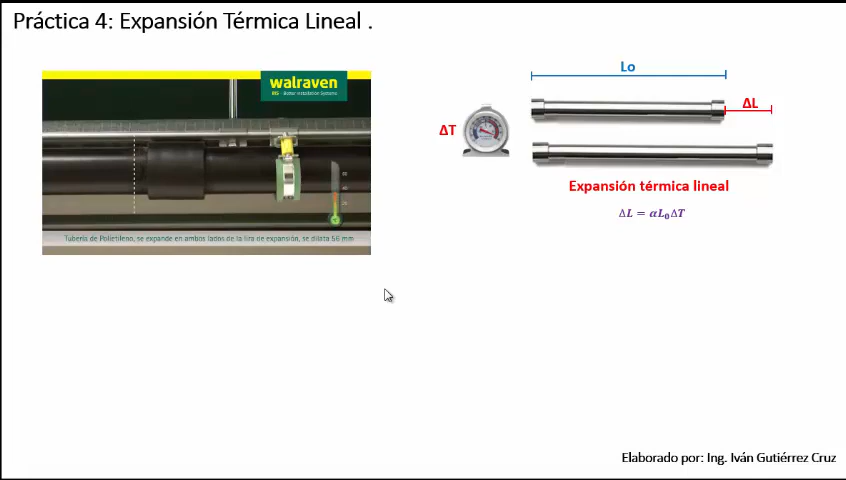 Práctica 4: Expansión Térmica Lineal .
walraven
Tubería de Polietileno, se expande en ambos lados de la lira de expansión, se dilata 56 mm
Lo
ΔL
ΔT
Expansión térmica lineal
ΔL = αL₀ΔT
Elaborado por: Ing. Iván Gutiérrez Cruz